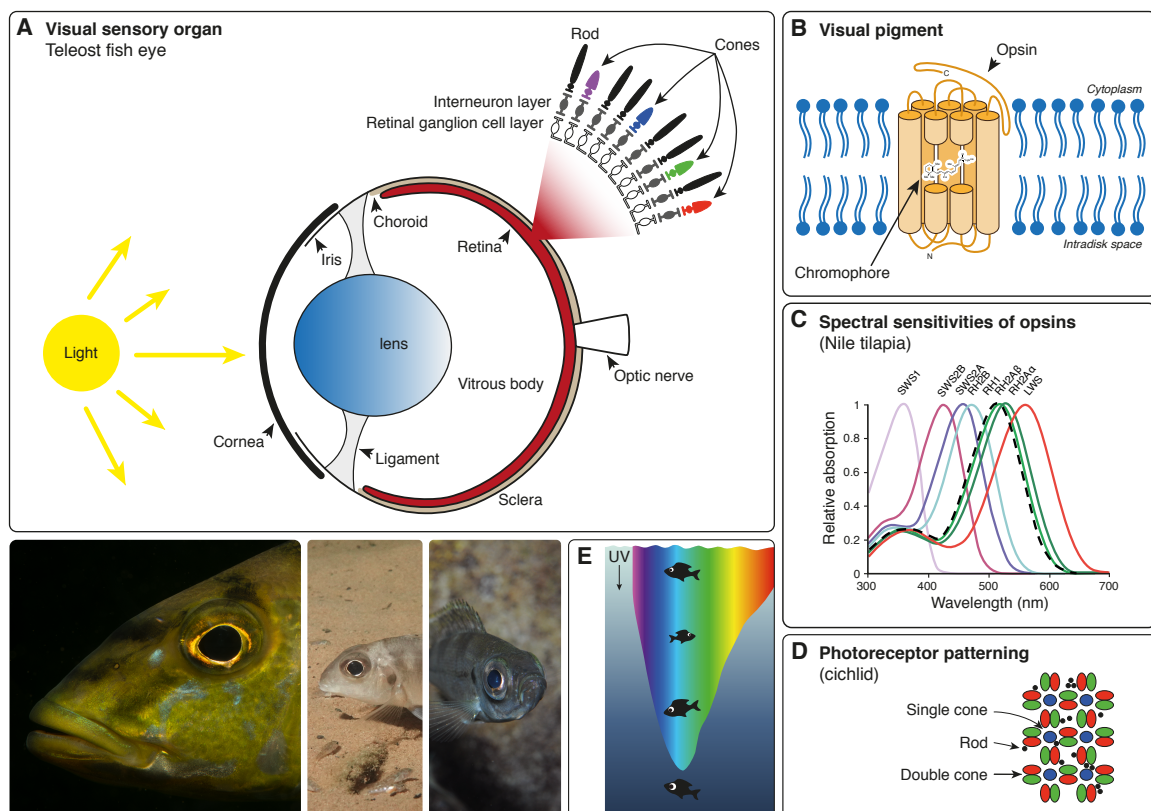 A Visual sensory organ
Teleost fish eye
Rod
Cones
Interneuron layer
Retinal ganglion cell layer
Choroid
Iris
Retina
Light
lens
Vitrous body
Optic nerve
Cornea
Ligament
Sclera
B Visual pigment
Opsin
C
Cytoplasm
Chromophore
N
Intradisk space
C Spectral sensitivities of opsins
(Nile tilapia)
SWS1
SWS2B
SWS2A
RH2B
RH1
RH2Aβ
RH2Aα
LWS
Relative absorption
1
0.8
0.6
0.4
0.2
0
300
400
500
600
700
Wavelength (nm)
E
UV
D Photoreceptor patterning
(cichlid)
Single cone
Rod
Double cone